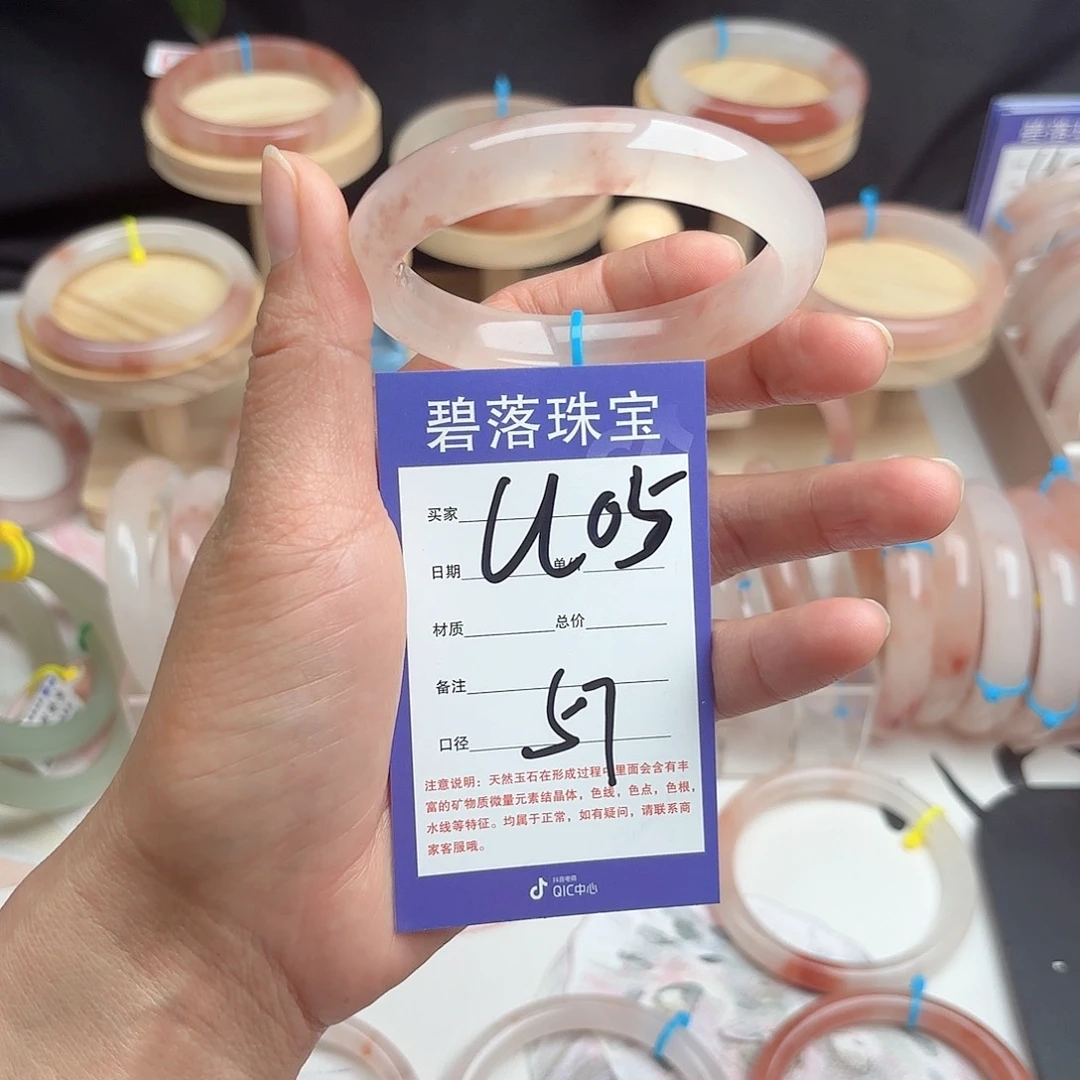 碧落珠宝
买家
U05
日期
材质 总价
备注
口径 57
注意说明：天然玉石在形成过程中里面会含有丰
富的矿物质微量元素结晶体，色线，色点，色根，
水线等特征。均属于正常，如有疑问，请联系商
家客服哦。
抖音电商
QIC中心